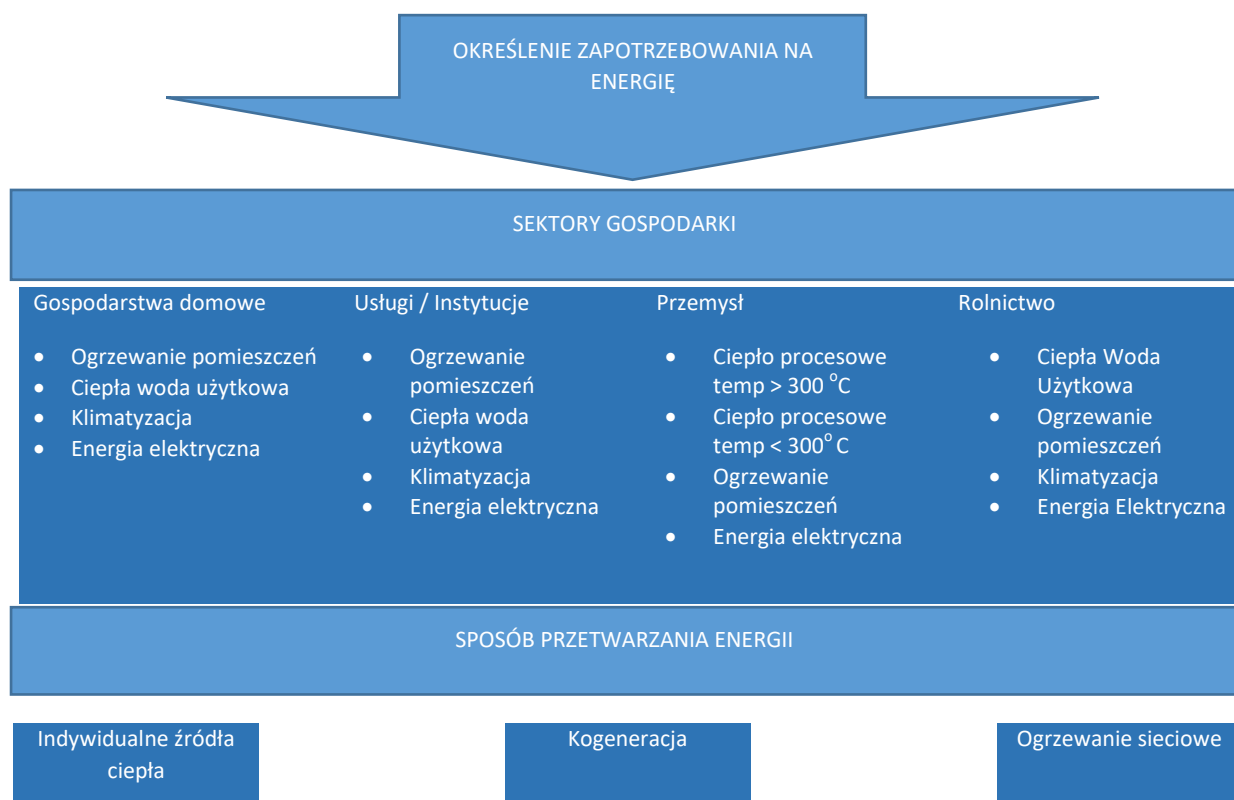 OKREŚLENIE ZAPOTRZEBOWANIA NA
ENERGIĘ
SEKTORY GOSPODARKI
Gospodarstwa domowe
• Ogrzewanie pomieszczeń
• Ciepła woda użytkowa
• Klimatyzacja
• Energia elektryczna
Usługi / Instytucje
• Ogrzewanie
pomieszczeń
• Ciepła woda
użytkowa
• Klimatyzacja
• Energia elektryczna
Przemysł
• Ciepło procesowe
temp > 300 °C
• Ciepło procesowe
temp < 300° C
• Ogrzewanie
pomieszczeń
• Energia elektryczna
Rolnictwo
• Ciepła Woda
Użytkowa
• Ogrzewanie
pomieszczeń
• Klimatyzacja
• Energia Elektryczna
SPOSÓB PRZETWARZANIA ENERGII
Indywidualne źródła
ciepła
Kogeneracja
Ogrzewanie sieciowe